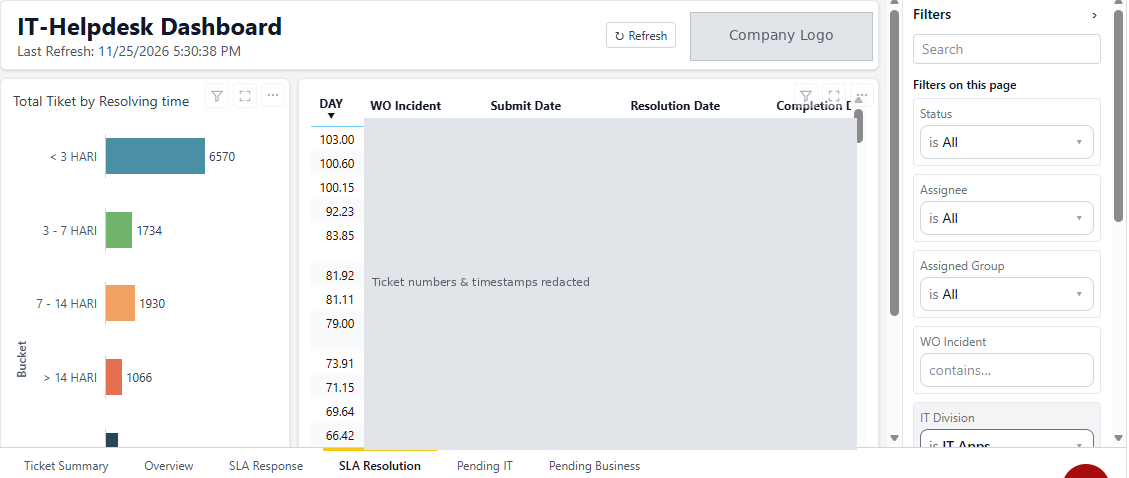 IT-Helpdesk Dashboard
Last Refresh: 11/25/2026 5:30:38 PM
↻ Refresh
Company Logo
Total Tiket by Resolving time
Bucket
< 3 HARI 6570
3 - 7 HARI 1734
7 - 14 HARI 1930
> 14 HARI 1066
DAY WO Incident Submit Date Resolution Date Completion
103.00
100.60
100.15
92.23
83.85
81.92
81.11
79.00
73.91
71.15
69.64
66.42
Ticket numbers & timestamps redacted
Filters
Search
Filters on this page
Status
is All
Assignee
is All
Assigned Group
is All
WO Incident
contains...
IT Division
is IT Apps
Ticket Summary Overview SLA Response SLA Resolution Pending IT Pending Business